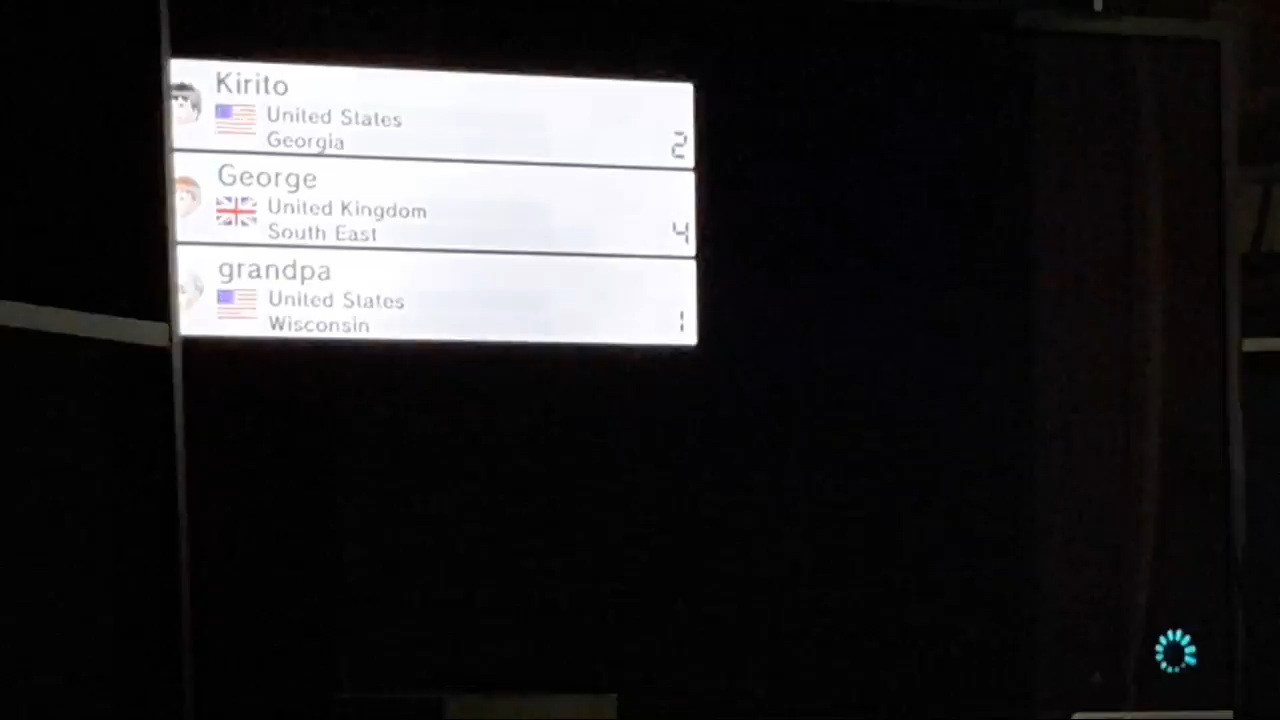 Kirito
United States
Georgia
2
George
United Kingdom
South East
4
grandpa
United States
Wisconsin
1